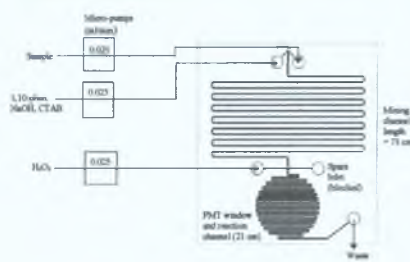 Micro-pumps
(ml/min)
0.025
Sample
0.025
1,10 phen.
NaOH, CTAB
Mixing
channel
length
= 75 cm
0.025
H₂O₂
Spare
Inlet
(blocked)
PMT window
and reaction
channel (21 cm)
Waste